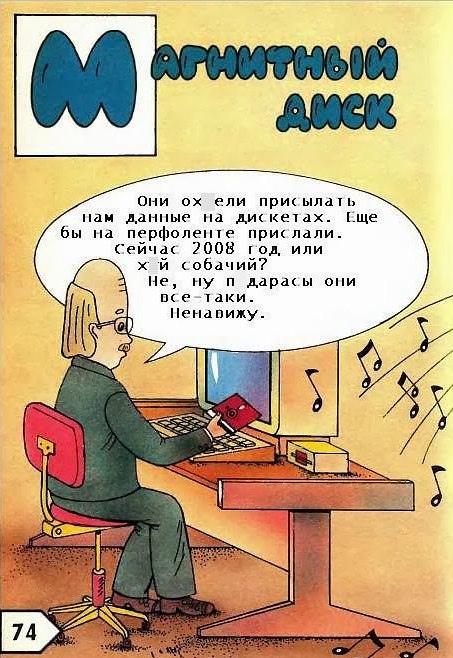 Магнитный
диск
Они ох ели присылать
нам данные на дискетах. Еще
бы на перфоленте прислали.
Сейчас 2008 год или
х й собачий?
Не, ну п дарасы они
все-таки.
Ненавижу.
74